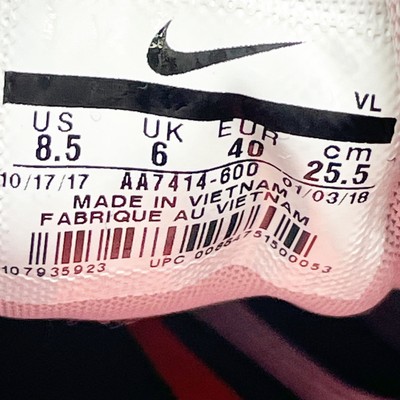 VL
US UK EUR cm
8.5 6 40 25.5
10/17/17 AA7414-600 01/03/18
MADE IN VIETNAM
FABRIQUE AU VIETNAM
107935923 UPC 00884751500053